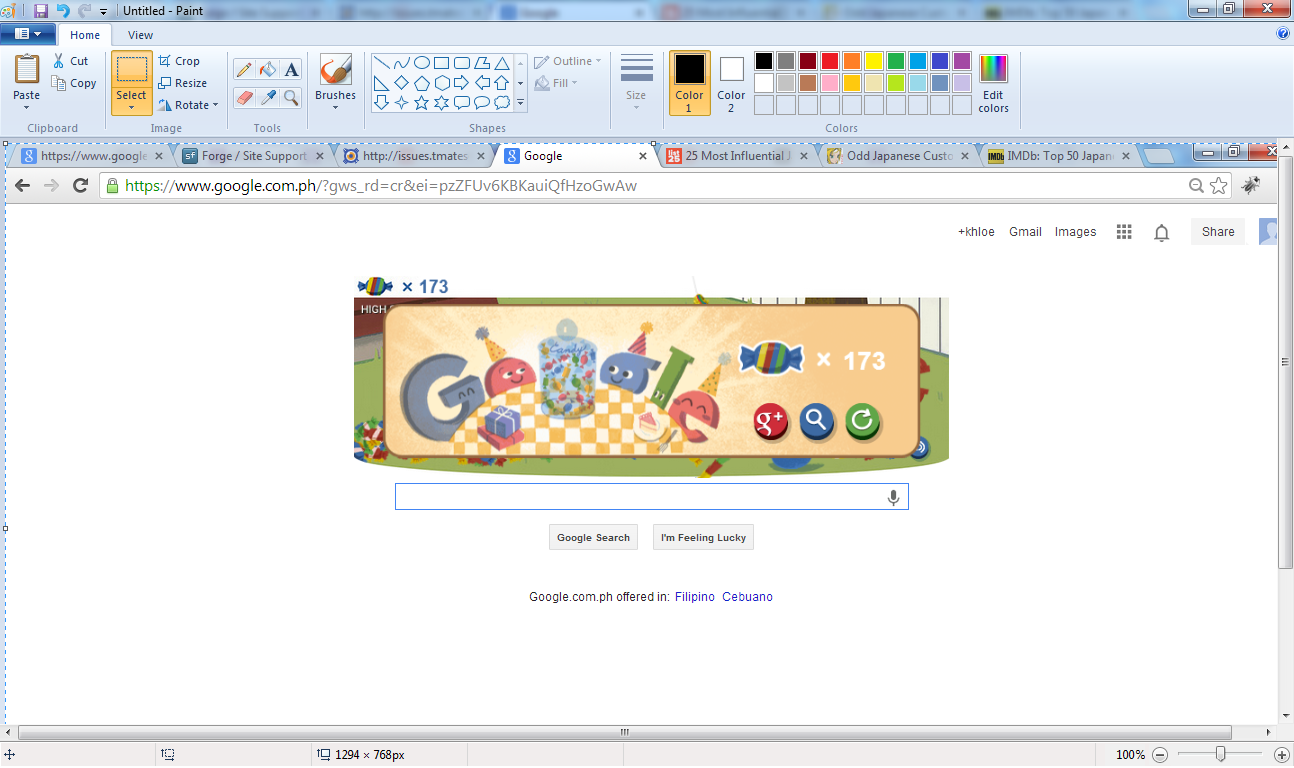 Untitled - Paint
Home View
Paste Cut Copy
Clipboard
Select Crop Resize Rotate
Image
Tools
Brushes
Shapes
Outline
Fill
Size
Color 1
Color 2
Edit colors
Colors
https://www.google
Forge / Site Support
http://issues.tmates
Google
25 Most Influential J
Odd Japanese Custo
IMDb: Top 50 Japan
https://www.google.com.ph/?gws_rd=cr&ei=pzZFUv6KBKauiQfHzoGwAw
+khloe Gmail Images Share
× 173
HIGH
Google
Candy
× 173
g+
Google Search I'm Feeling Lucky
Google.com.ph offered in: Filipino Cebuano
1294 × 768px
100%